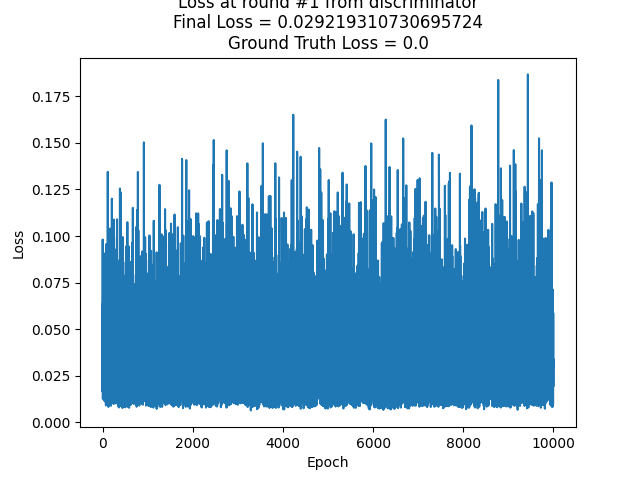 Loss at round #1 from discriminator
Final Loss = 0.029219310730695724
Ground Truth Loss = 0.0
0.175
0.150
0.125
0.100
0.075
0.050
0.025
0.000
Loss
0
2000
4000
6000
8000
10000
Epoch